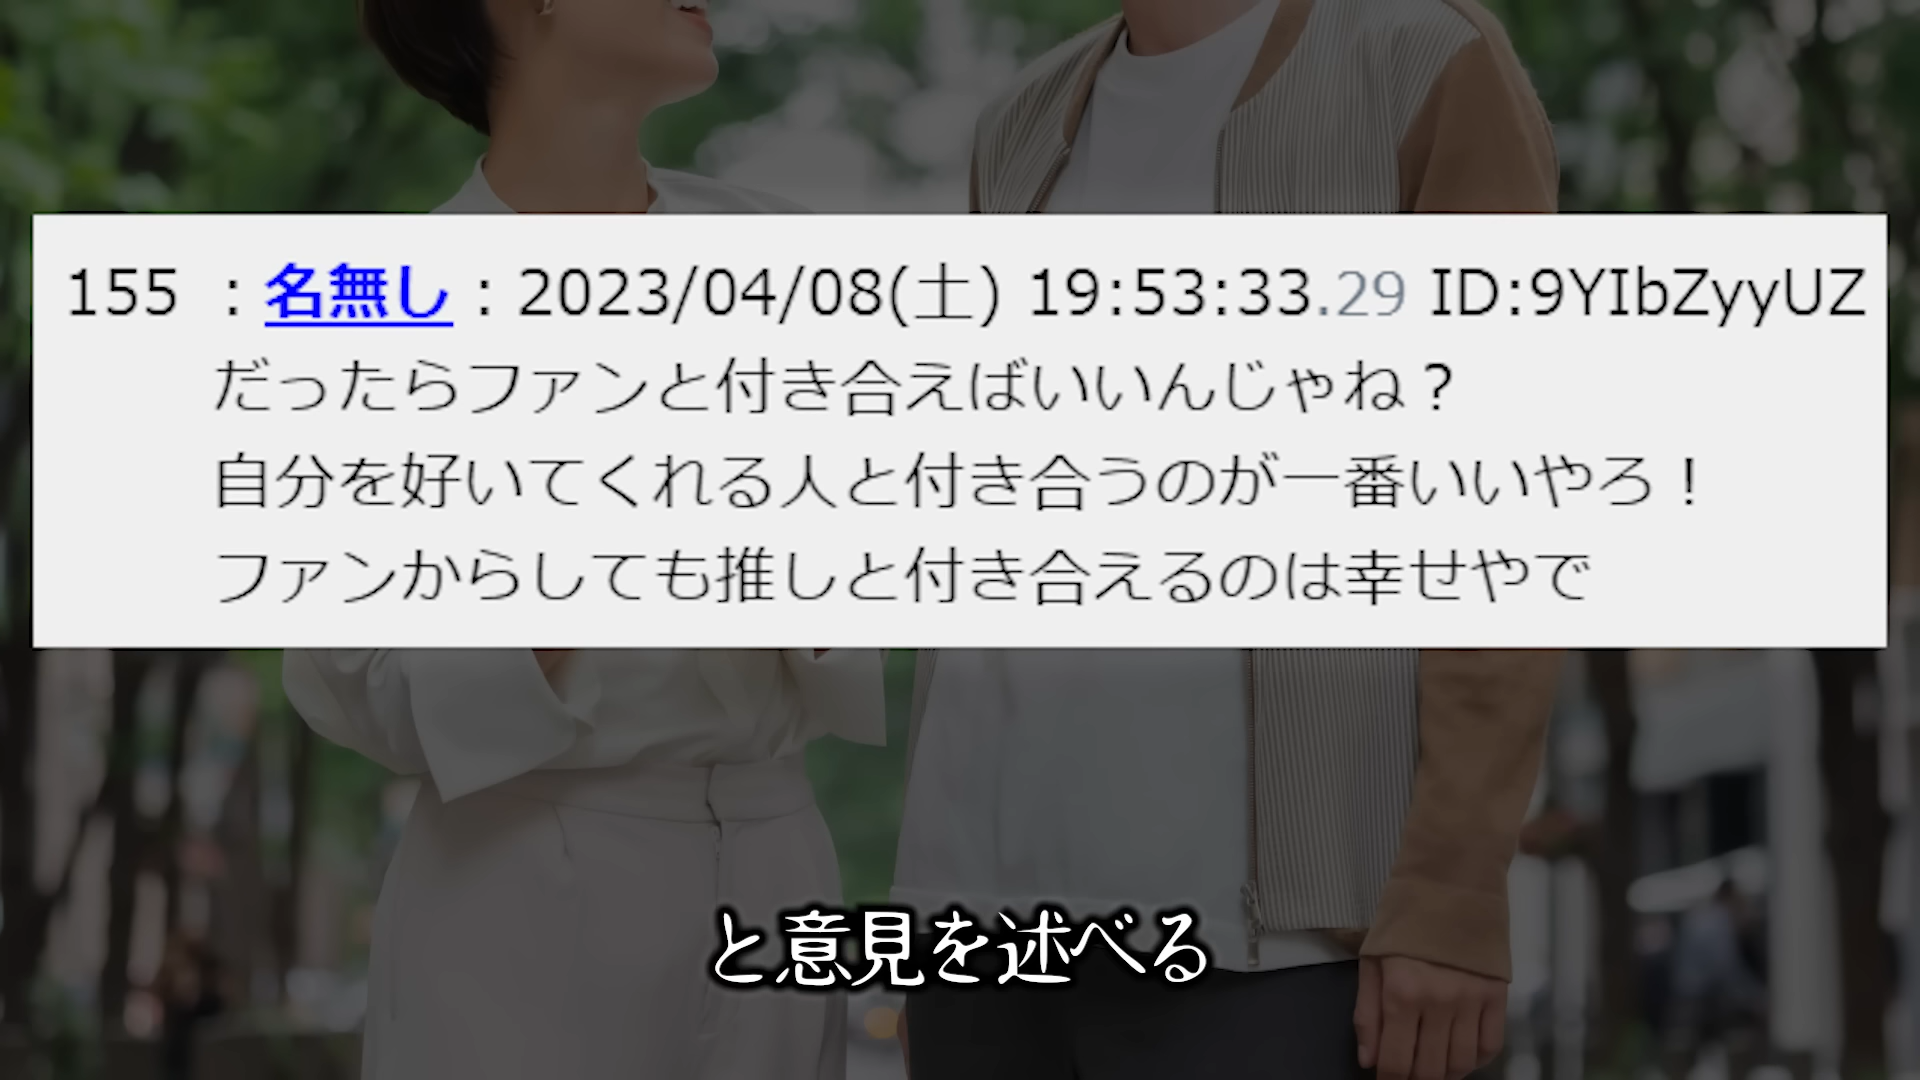 155 ：名無し：2023/04/08(土) 19:53:33.29 ID:9YIbZyyUZ
だったらファンと付き合えばいいんじゃね？
自分を好いてくれる人と付き合うのが一番いいやろ！
ファンからしても推しと付き合えるのは幸せやで
と意見を述べる